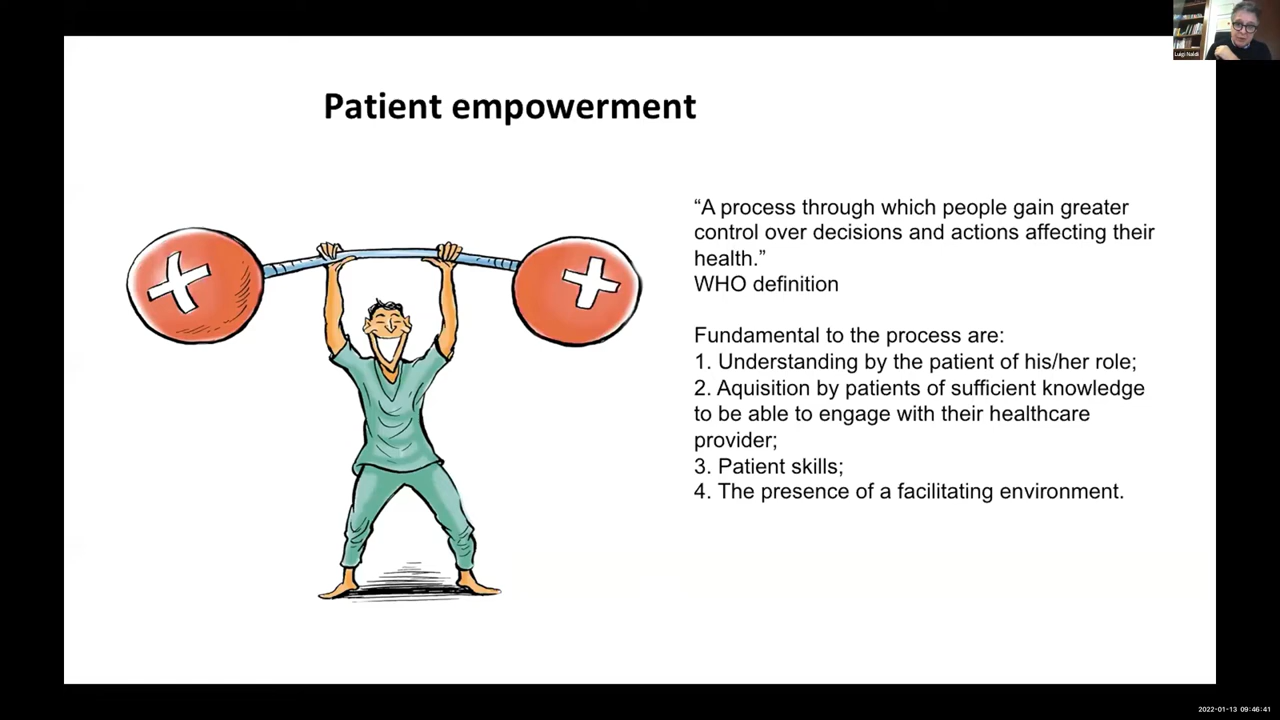 Luigi Naldi
Patient empowerment
“A process through which people gain greater
control over decisions and actions affecting their
health.”
WHO definition
Fundamental to the process are:
1. Understanding by the patient of his/her role;
2. Aquisition by patients of sufficient knowledge
to be able to engage with their healthcare
provider;
3. Patient skills;
4. The presence of a facilitating environment.
2022-01-13 09:46:41